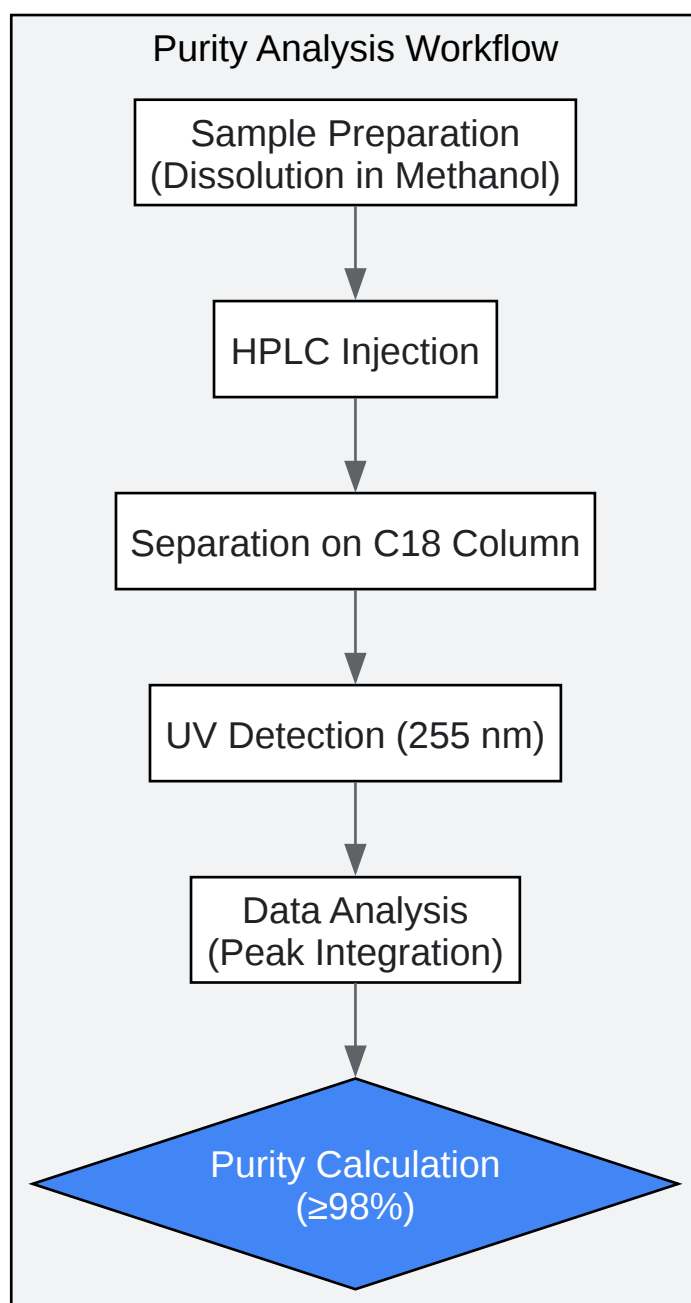 Purity Analysis Workflow
Sample Preparation
(Dissolution in Methanol)
HPLC Injection
Separation on C18 Column
UV Detection (255 nm)
Data Analysis
(Peak Integration)
Purity Calculation
(≥98%)